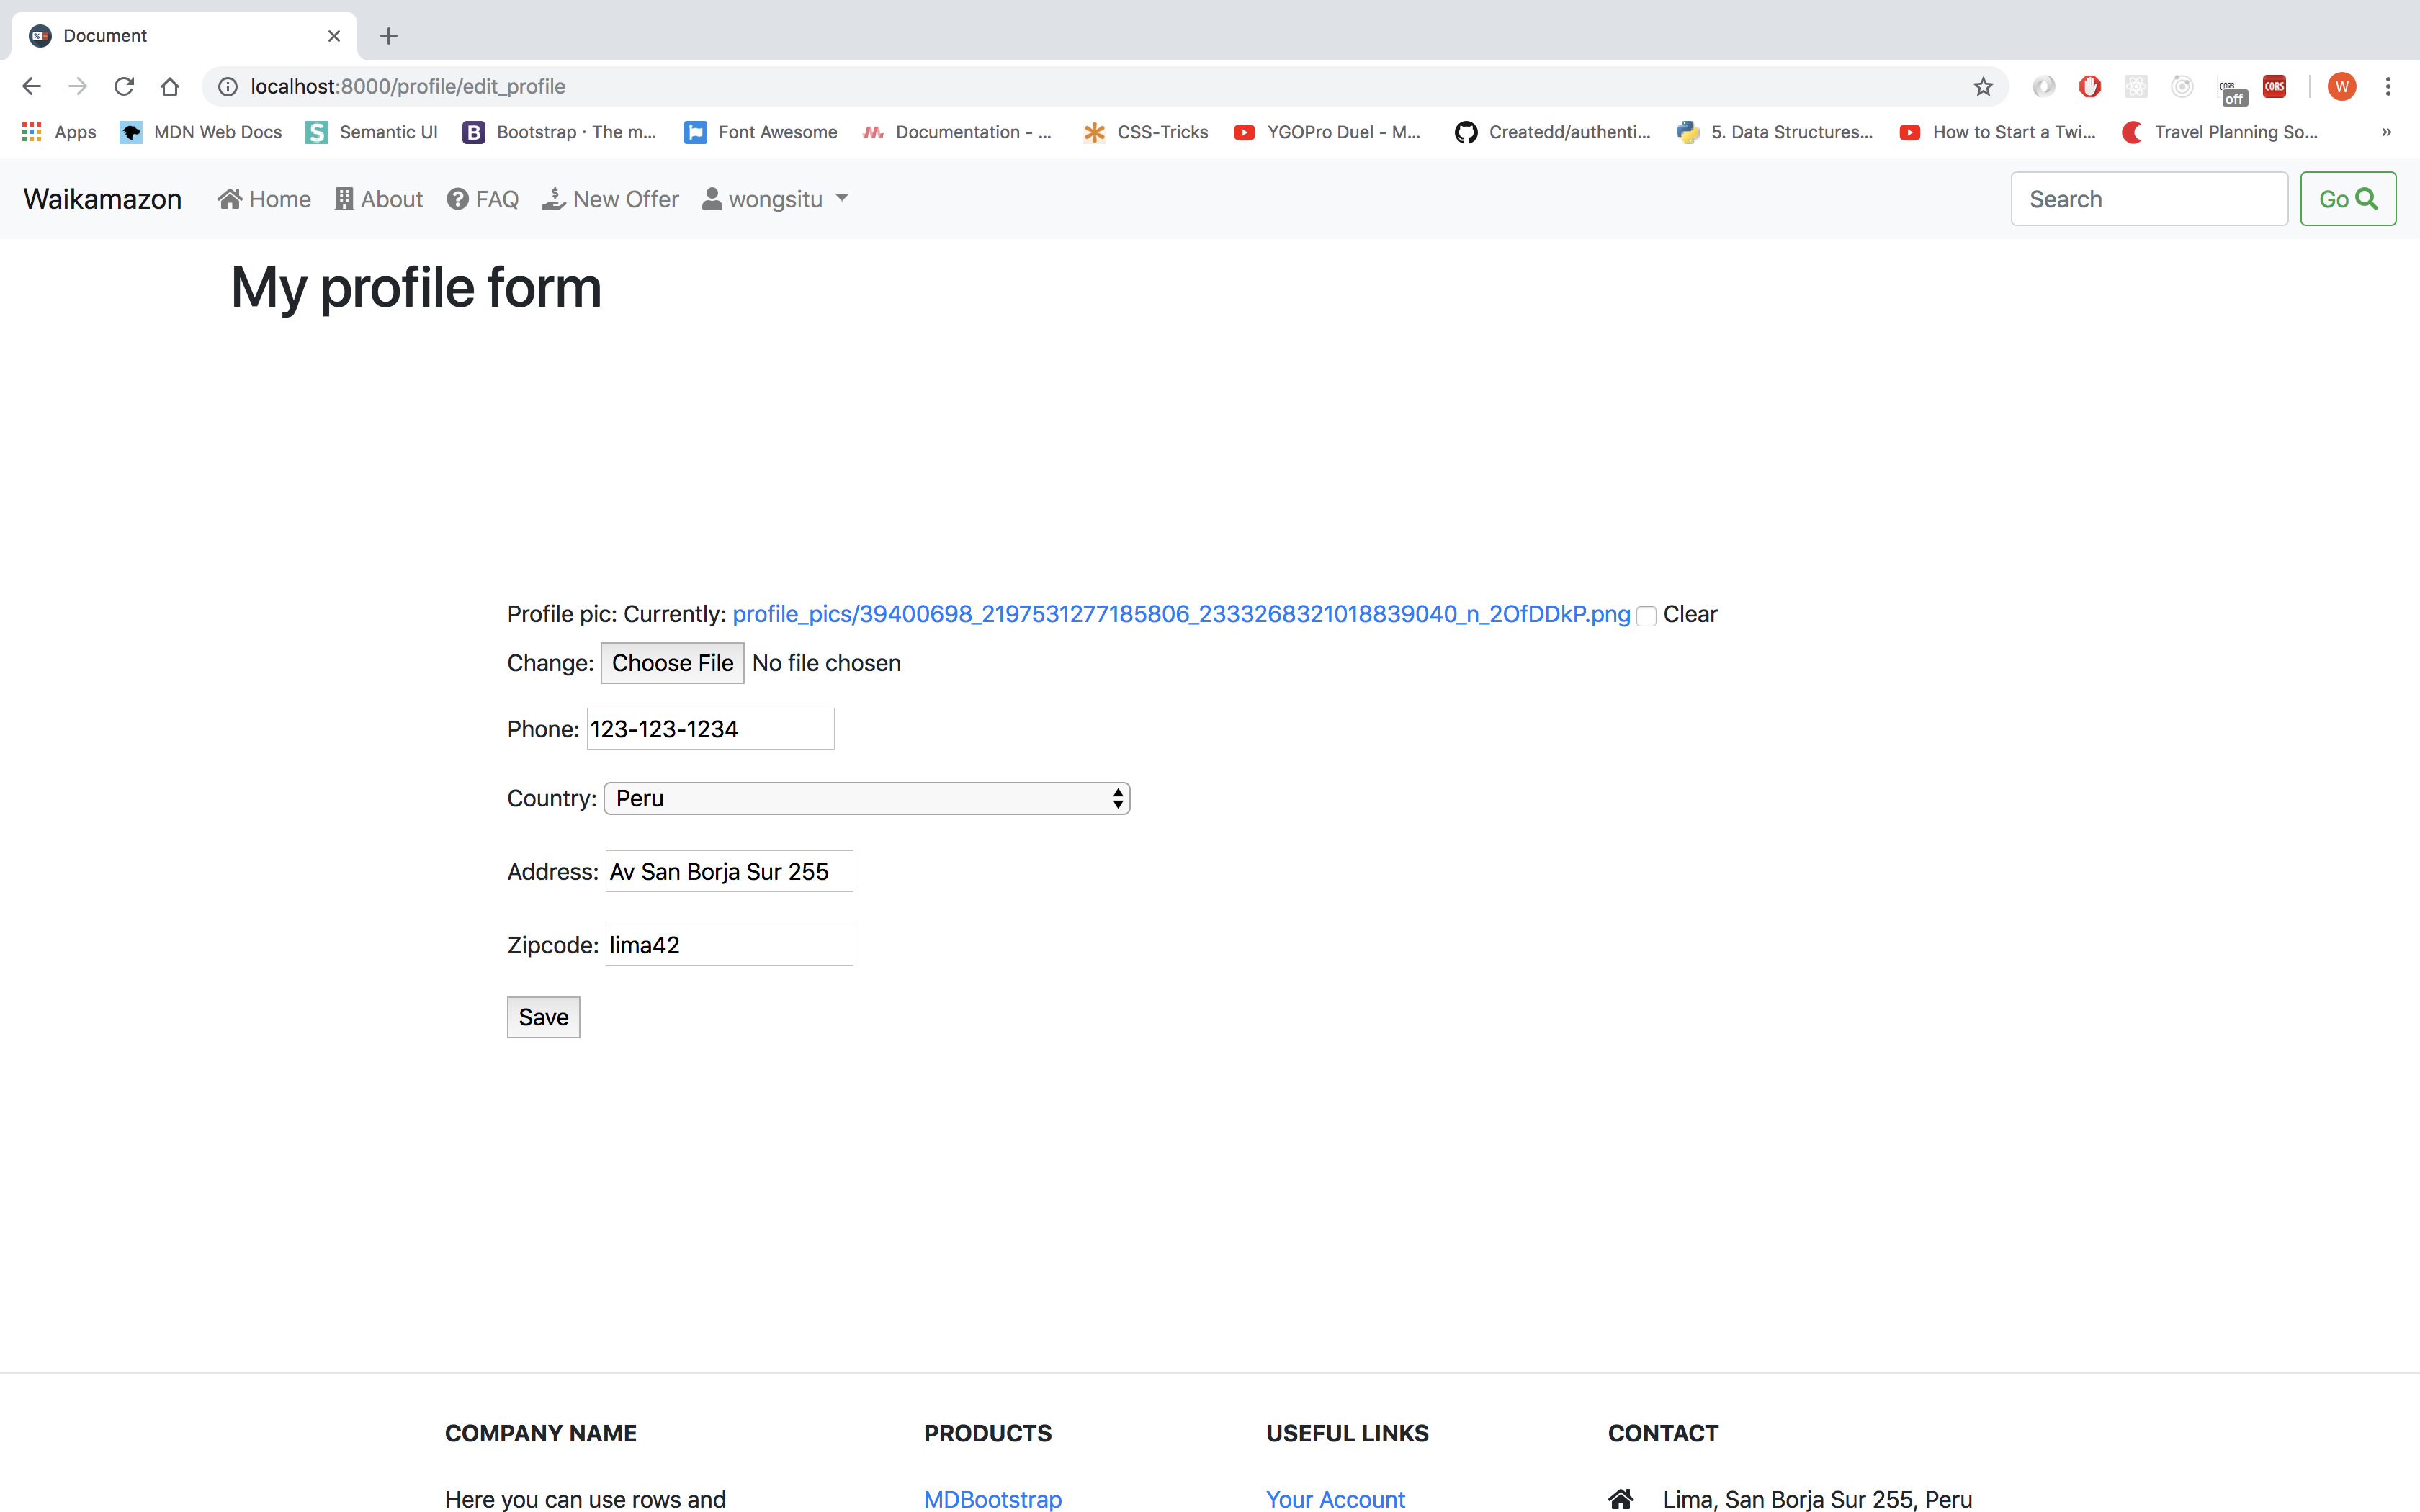 Document
localhost:8000/profile/edit_profile
off
CORS
W
Apps MDN Web Docs S Semantic UI B Bootstrap · The m... Font Awesome Documentation - ... CSS-Tricks YGOPro Duel - M... Createdd/authenti... 5. Data Structures... How to Start a Twi... Travel Planning So... »
Waikamazon Home About FAQ New Offer wongsitu Search Go
My profile form
Profile pic: Currently: profile_pics/39400698_2197531277185806_2333268321018839040_n_2OfDDkP.png Clear
Change: Choose File No file chosen
Phone: 123-123-1234
Country: Peru
Address: Av San Borja Sur 255
Zipcode: lima42
Save
COMPANY NAME PRODUCTS USEFUL LINKS CONTACT
Here you can use rows and MDBootstrap Your Account Lima, San Borja Sur 255, Peru